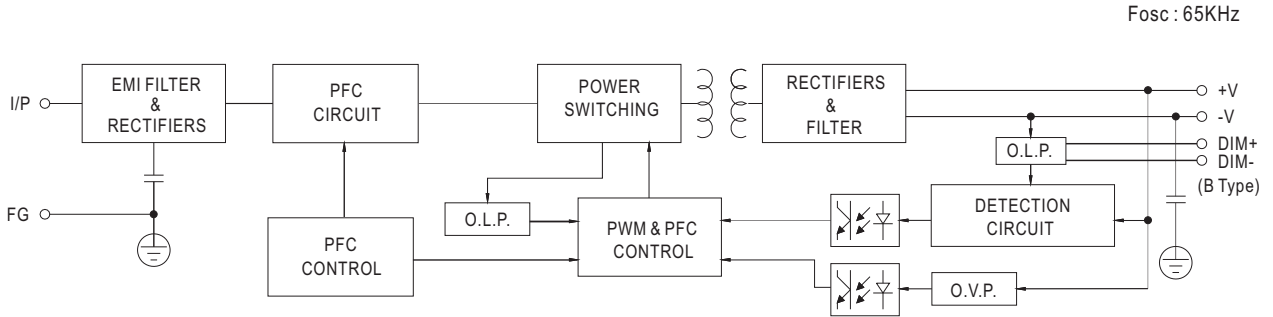 Fosc : 65KHz
I/P
EMI FILTER
&
RECTIFIERS
PFC
CIRCUIT
POWER
SWITCHING
RECTIFIERS
&
FILTER
+V
-V
DIM+
DIM-
(B Type)
O.L.P.
FG
PFC
CONTROL
O.L.P.
PWM & PFC
CONTROL
DETECTION
CIRCUIT
O.V.P.